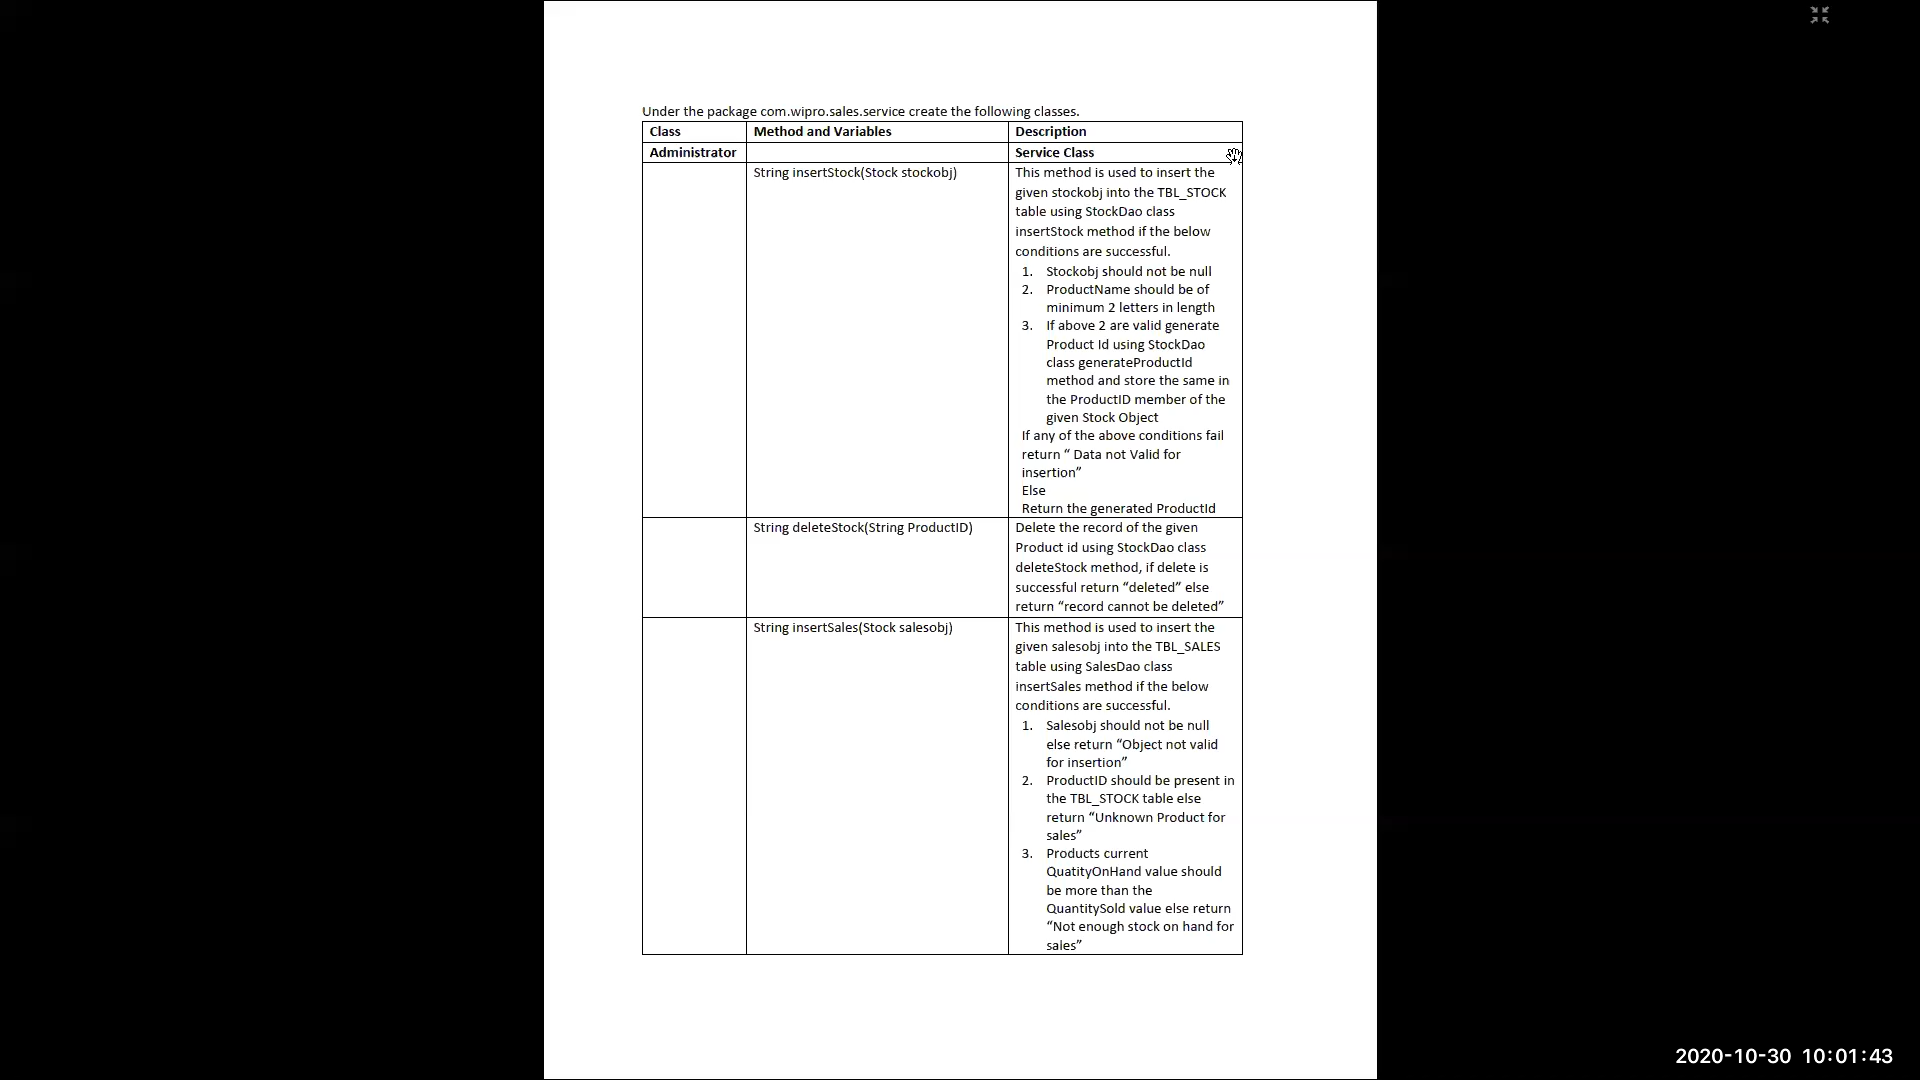 Under the package com.wipro.sales.service create the following classes.
Class Method and Variables Description
Administrator Service Class
String insertStock(Stock stockobj) This method is used to insert the
given stockobj into the TBL_STOCK
table using StockDao class
insertStock method if the below
conditions are successful.
1. Stockobj should not be null
2. ProductName should be of
minimum 2 letters in length
3. If above 2 are valid generate
Product Id using StockDao
class generateProductId
method and store the same in
the ProductID member of the
given Stock Object
If any of the above conditions fail
return “ Data not Valid for
insertion”
Else
Return the generated ProductId
String deleteStock(String ProductID) Delete the record of the given
Product id using StockDao class
deleteStock method, if delete is
successful return “deleted” else
return “record cannot be deleted”
String insertSales(Stock salesobj) This method is used to insert the
given salesobj into the TBL_SALES
table using SalesDao class
insertSales method if the below
conditions are successful.
1. Salesobj should not be null
else return “Object not valid
for insertion”
2. ProductID should be present in
the TBL_STOCK table else
return “Unknown Product for
sales”
3. Products current
QuatityOnHand value should
be more than the
QuantitySold value else return
“Not enough stock on hand for
sales”
2020-10-30 10:01:43